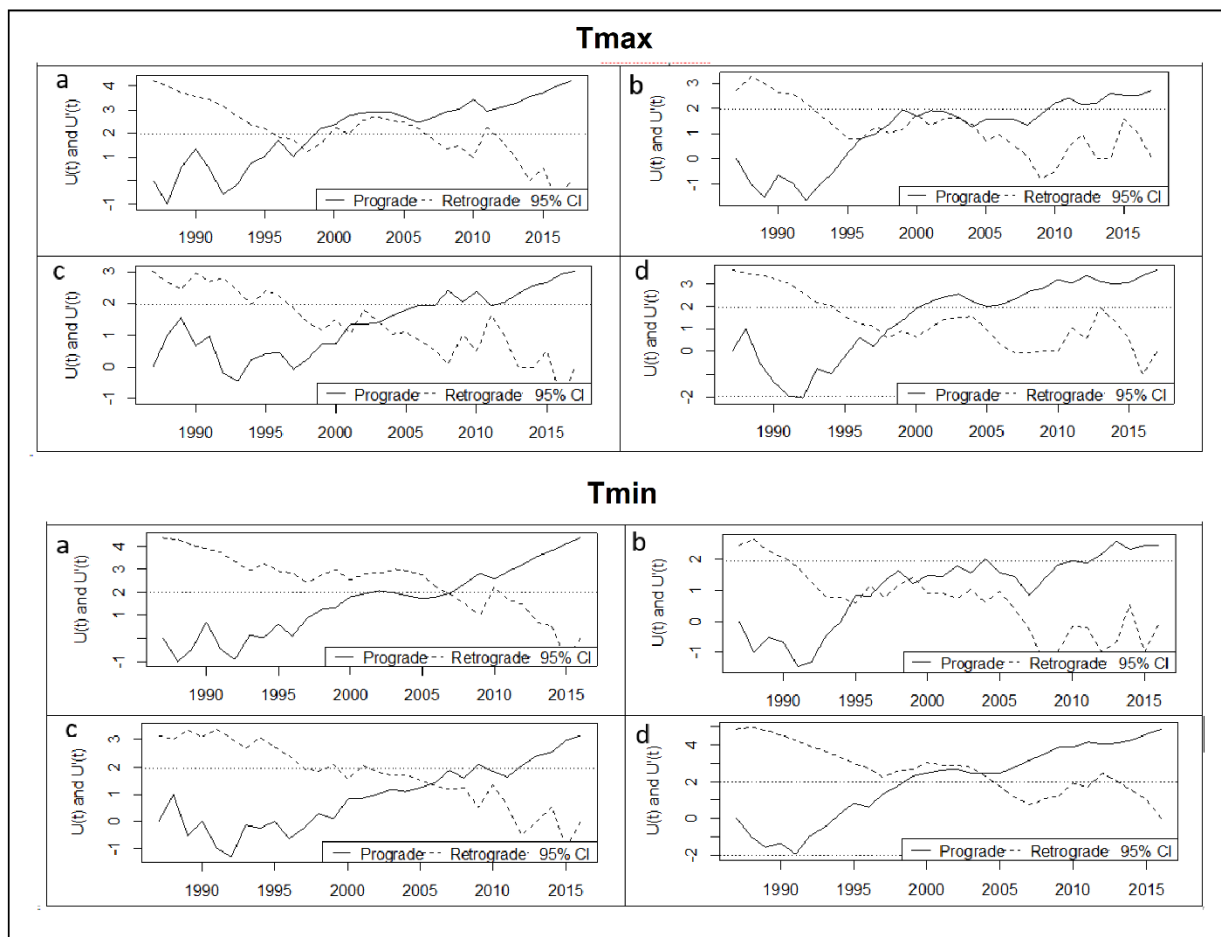 Tmax
a
U(t) and U'(t)
-1 1 2 3 4
Prograde Retrograde 95% CI
1990 1995 2000 2005 2010 2015
b
-1 0 1 2 3
Prograde Retrograde 95% CI
1990 1995 2000 2005 2010 2015
c
U(t) and U'(t)
-1 0 1 2 3
Prograde Retrograde 95% CI
1990 1995 2000 2005 2010 2015
d
-2 0 1 2 3
Prograde Retrograde 95% CI
1990 1995 2000 2005 2010 2015
Tmin
a
U(t) and U'(t)
-1 1 2 3 4
Prograde Retrograde 95% CI
1990 1995 2000 2005 2010 2015
b
-1 0 1 2
Prograde Retrograde 95% CI
1990 1995 2000 2005 2010 2015
c
U(t) and U'(t)
-1 0 1 2 3
Prograde Retrograde 95% CI
1990 1995 2000 2005 2010 2015
d
-2 0 2 4
Prograde Retrograde 95% CI
1990 1995 2000 2005 2010 2015